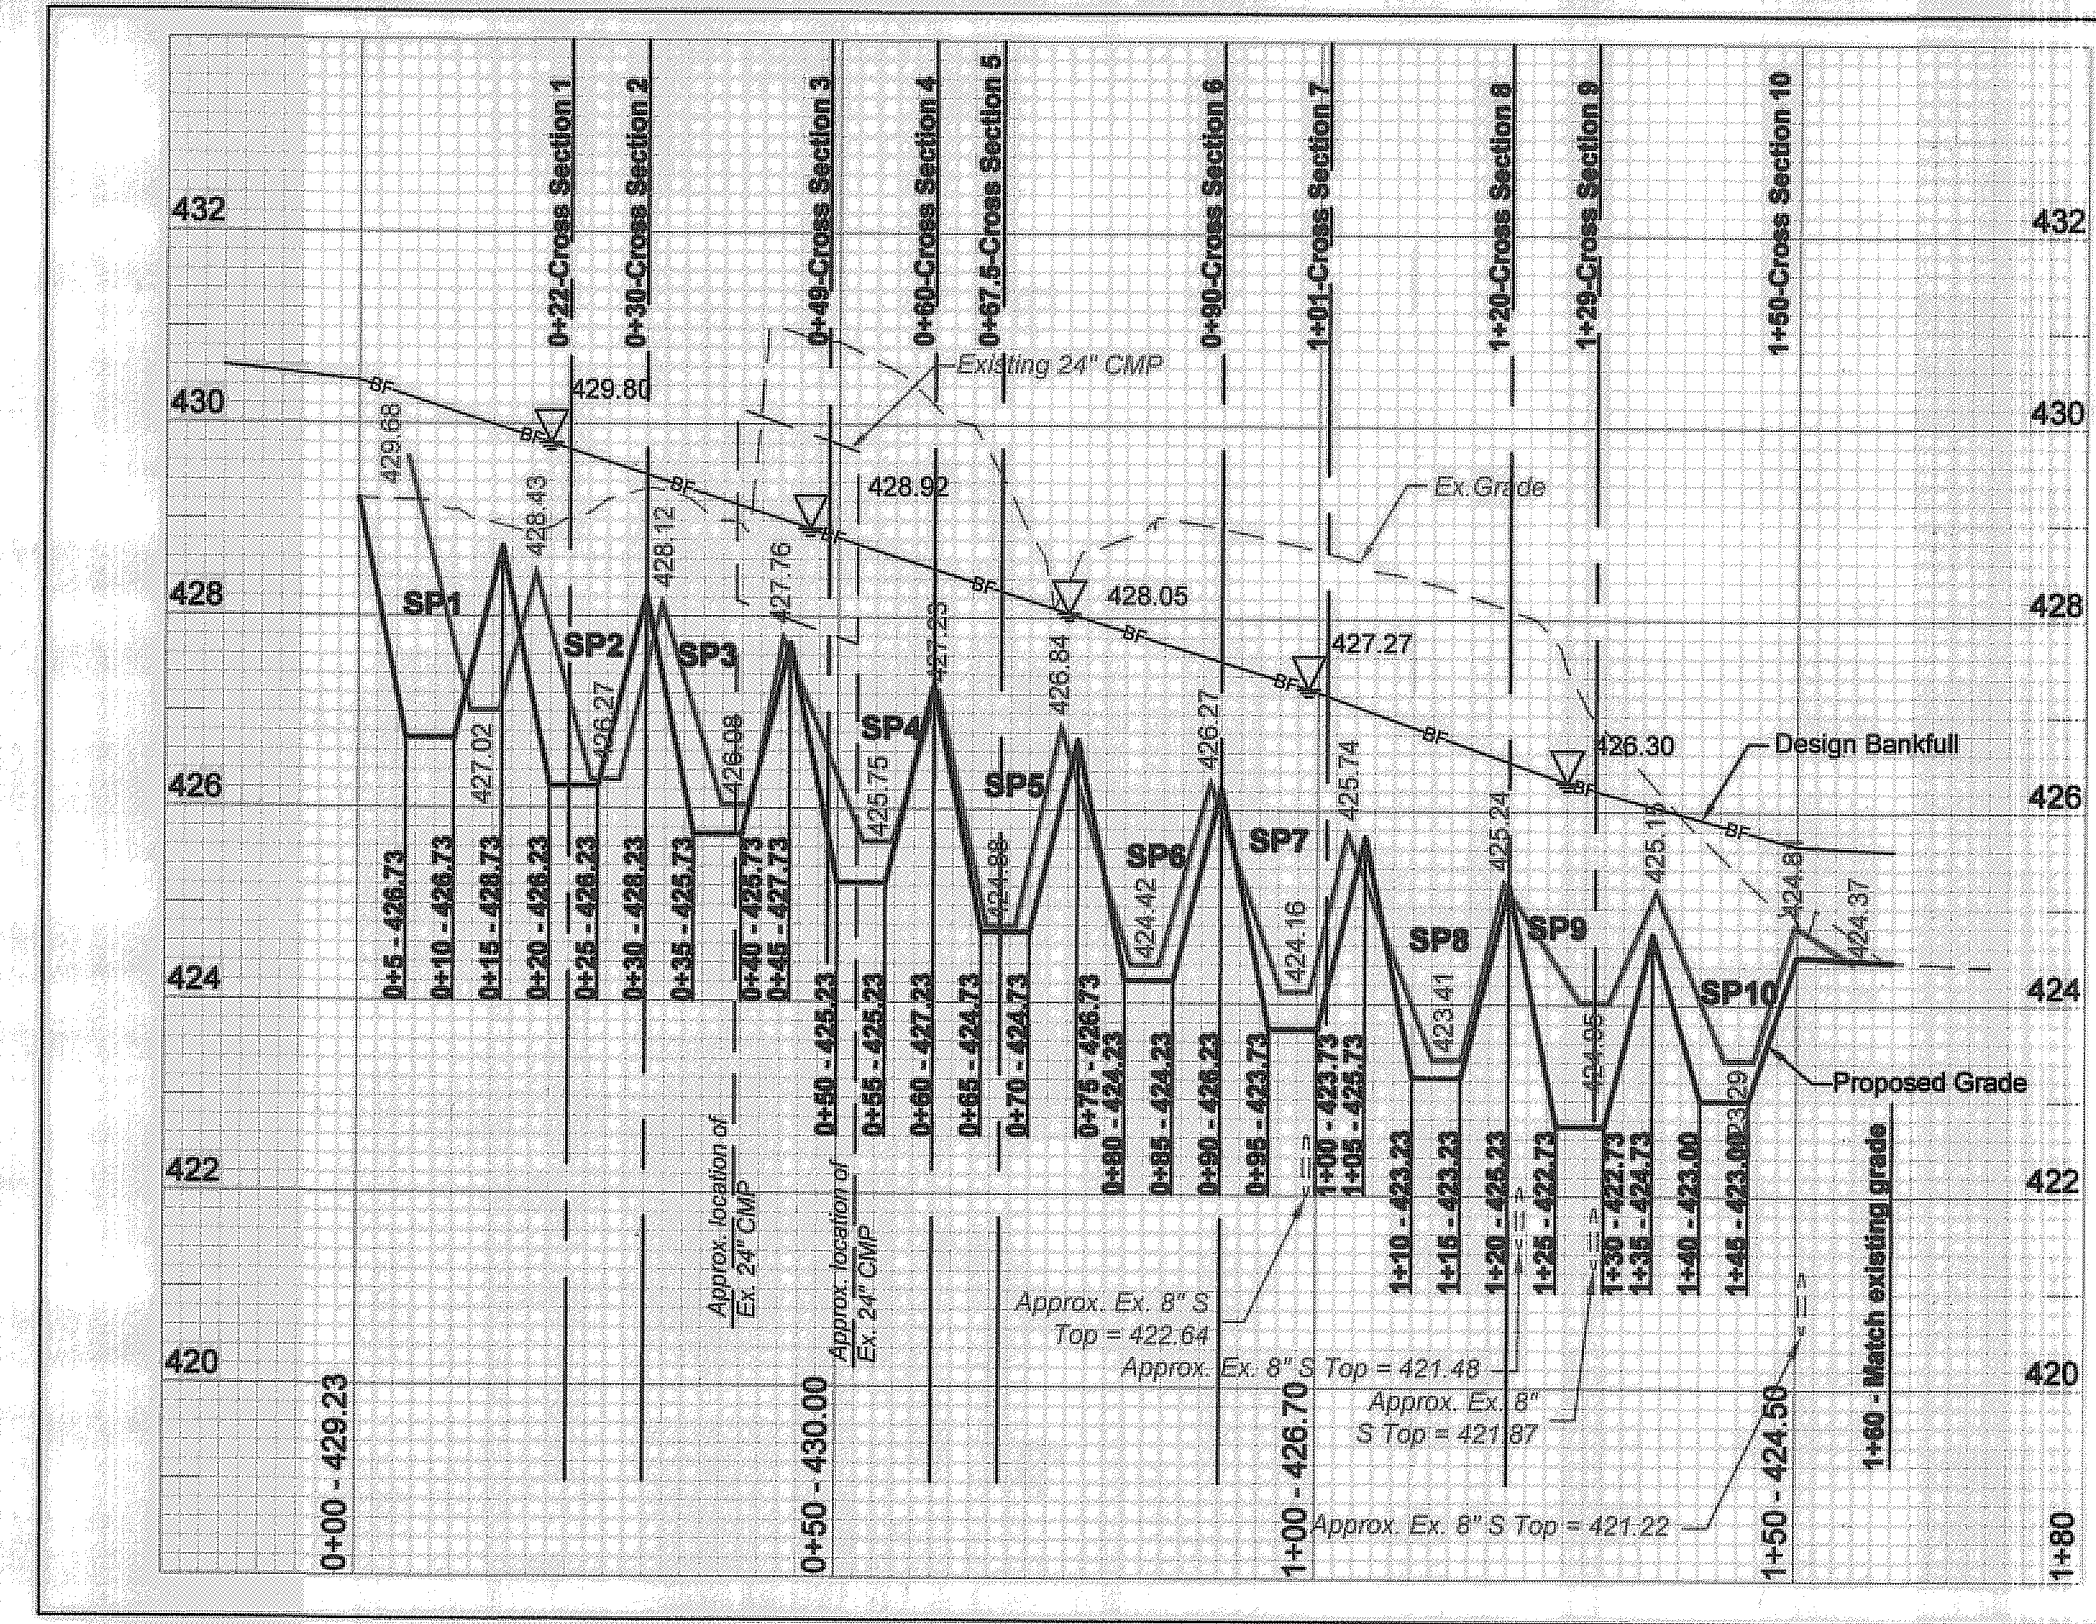 0+22-Cross Section 1
0+30-Cross Section 2
0+49-Cross Section 3
0+60-Cross Section 4
0+67.5-Cross Section 5
0+90-Cross Section 6
1+01-Cross Section 7
1+20-Cross Section 8
1+29-Cross Section 9
1+50-Cross Section 10
432
432
Existing 24" CMP
BF
429.80
430
430
429.68
BF
428.43
BF
428.92
Ex.Grade
428.12
BF
427.76
428
SP1
BF
428.05
428
427.23
SP2
SP3
426.84
BF
427.27
BF
426.27
427.02
426.27
426.08
SP4
425.75
SP5
425.74
BF
426.30
Design Bankfull
426
BF
426
BF
424.88
SP6
SP7
425.24
425.15
424.42
424.16
SP8
SP9
424.37
423.41
SP10
424
424
0+5 - 426.73
0+10 - 426.73
0+15 - 428.73
0+20 - 426.23
0+25 - 426.23
0+30 - 428.23
0+35 - 425.73
0+40 - 425.73
0+45 - 427.73
0+50 - 425.23
0+55 - 425.23
0+60 - 427.23
0+65 - 424.73
0+70 - 424.73
0+75 - 426.73
0+80 - 424.23
0+85 - 424.23
0+90 - 426.23
0+95 - 423.73
1+00 - 423.73
1+05 - 425.73
1+10 - 423.23
1+15 - 423.23
1+20 - 425.23
1+25 - 422.73
1+30 - 422.73
1+35 - 424.73
1+40 - 423.00
1+45 - 423.00
Proposed Grade
1+60 - Match existing grade
422
422
Approx. location of
Ex. 24" CMP
Approx. location of
Ex. 24" CMP
Approx. Ex. 8" S
Top = 422.64
Approx. Ex. 8" S Top = 421.48
Approx. Ex. 8"
S Top = 421.87
Approx. Ex. 8" S Top = 421.22
420
420
0+00 - 429.23
0+50 - 430.00
1+00 - 426.70
1+50 - 424.50
1+80